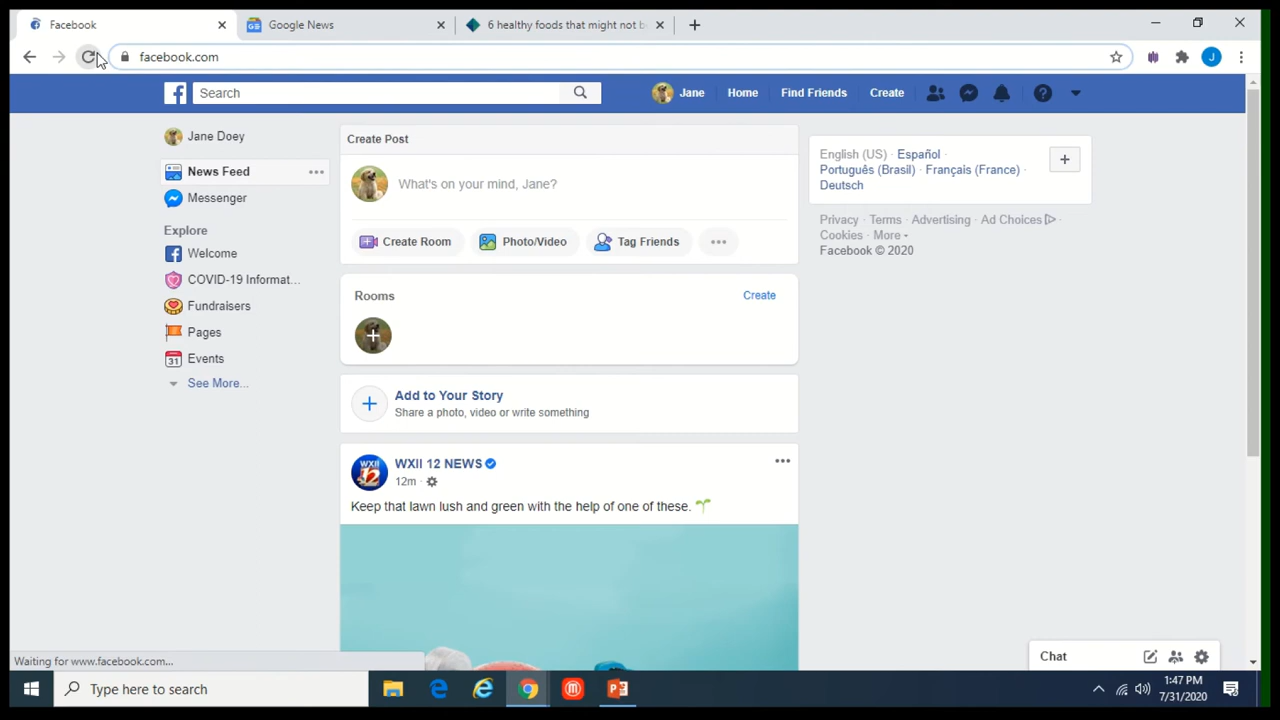 Facebook
Google News
6 healthy foods that might not b
facebook.com
J
Search
Jane
Home
Find Friends
Create
Jane Doey
News Feed
Messenger
Explore
Welcome
COVID-19 Informat...
Fundraisers
Pages
31 Events
See More...
Create Post
What's on your mind, Jane?
Create Room
Photo/Video
Tag Friends
Rooms
Create
Add to Your Story
Share a photo, video or write something
WXII 12 NEWS
12m
Keep that lawn lush and green with the help of one of these.
English (US) · Español ·
Português (Brasil) · Français (France) ·
Deutsch
Privacy · Terms · Advertising · Ad Choices
Cookies · More
Facebook © 2020
Chat
Waiting for www.facebook.com...
Type here to search
1:47 PM
7/31/2020